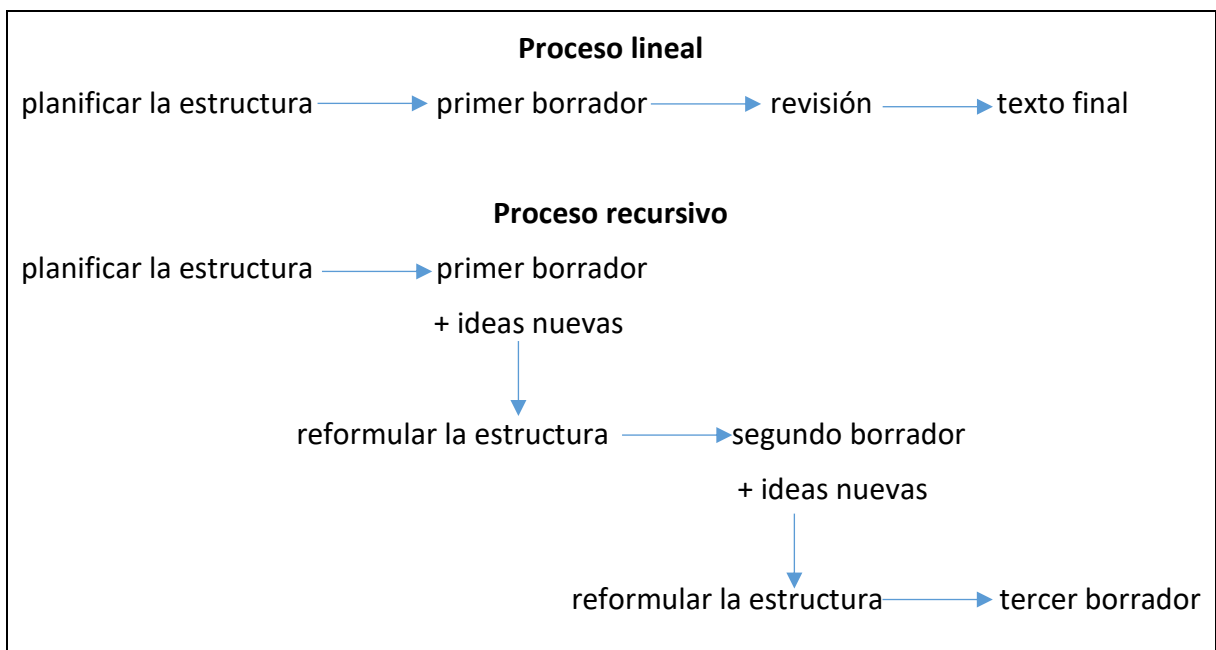 Proceso lineal
planificar la estructura primer borrador revisión texto final
Proceso recursivo
planificar la estructura primer borrador
+ ideas nuevas
reformular la estructura segundo borrador
+ ideas nuevas
reformular la estructura tercer borrador